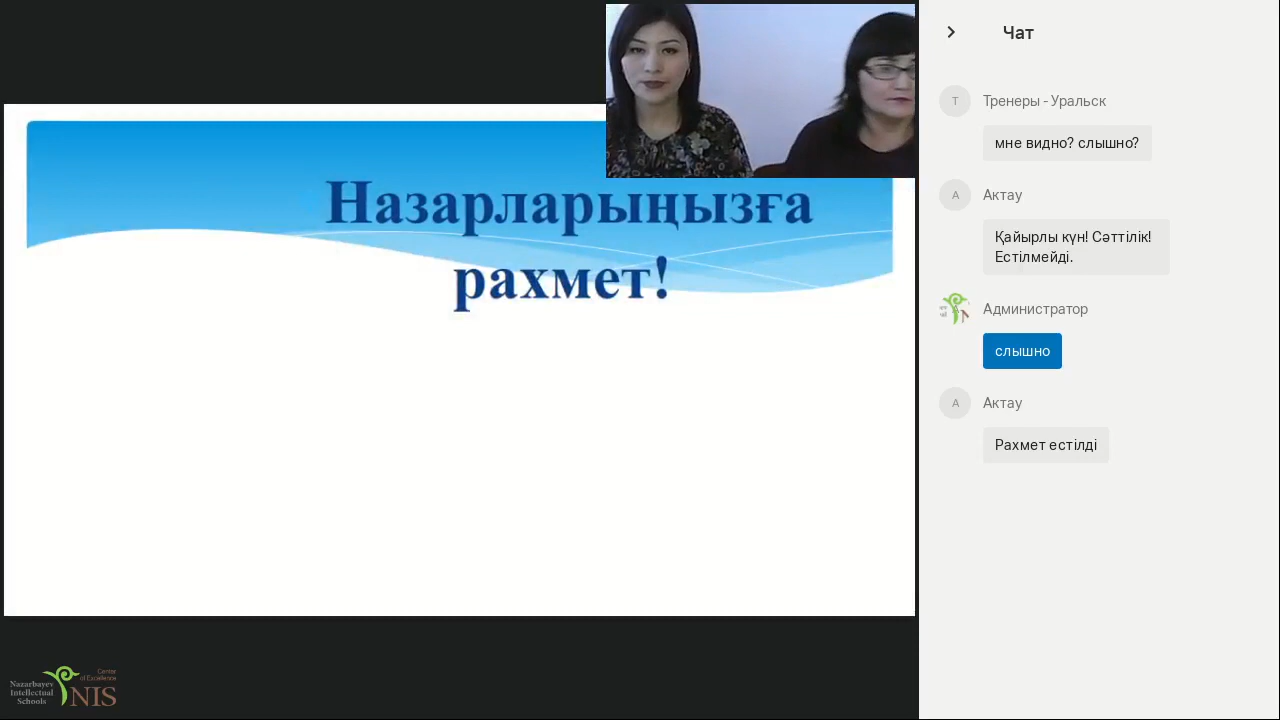 Назарларыңызға
рахмет!
Nazarbayev
Intellectual
Schools
NIS
Center
of Excellence
Чат
Т
Тренеры - Уральск
мне видно? слышно?
А
Актау
Қайырлы күн! Сәттілік!
Естілмейді.
Администратор
слышно
А
Актау
Рахмет естілді